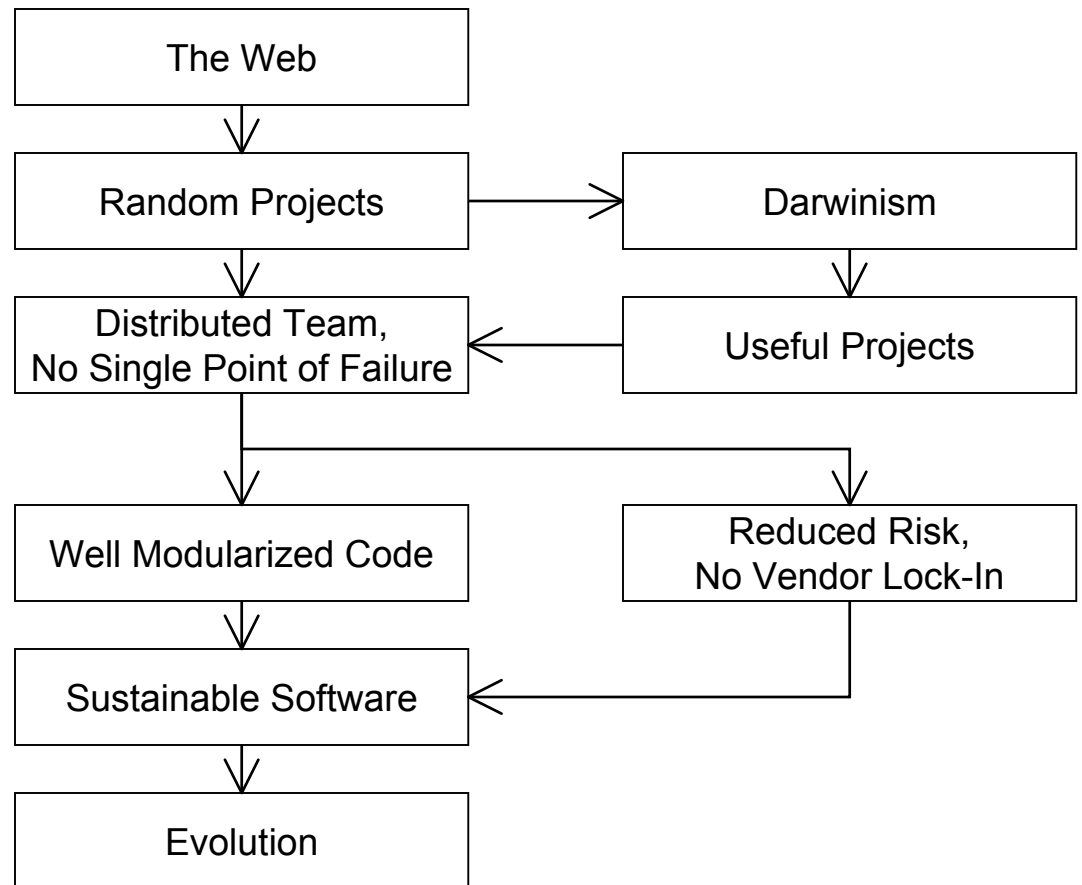 The Web
Random Projects
Darwinism
Distributed Team,
No Single Point of Failure
Useful Projects
Well Modularized Code
Reduced Risk,
No Vendor Lock-In
Sustainable Software
Evolution